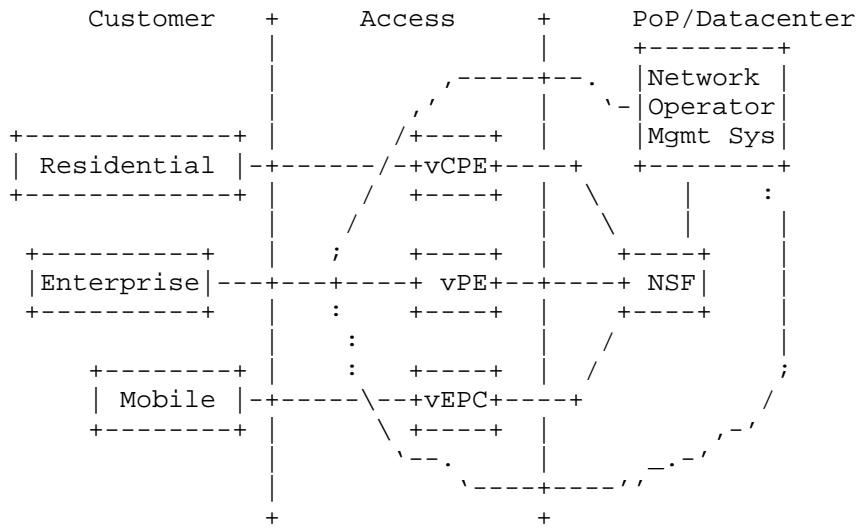 Customer Access PoP/Datacenter
Network
Operator
Mgmt Sys
Residential vCPE
Enterprise vPE NSF
Mobile vEPC